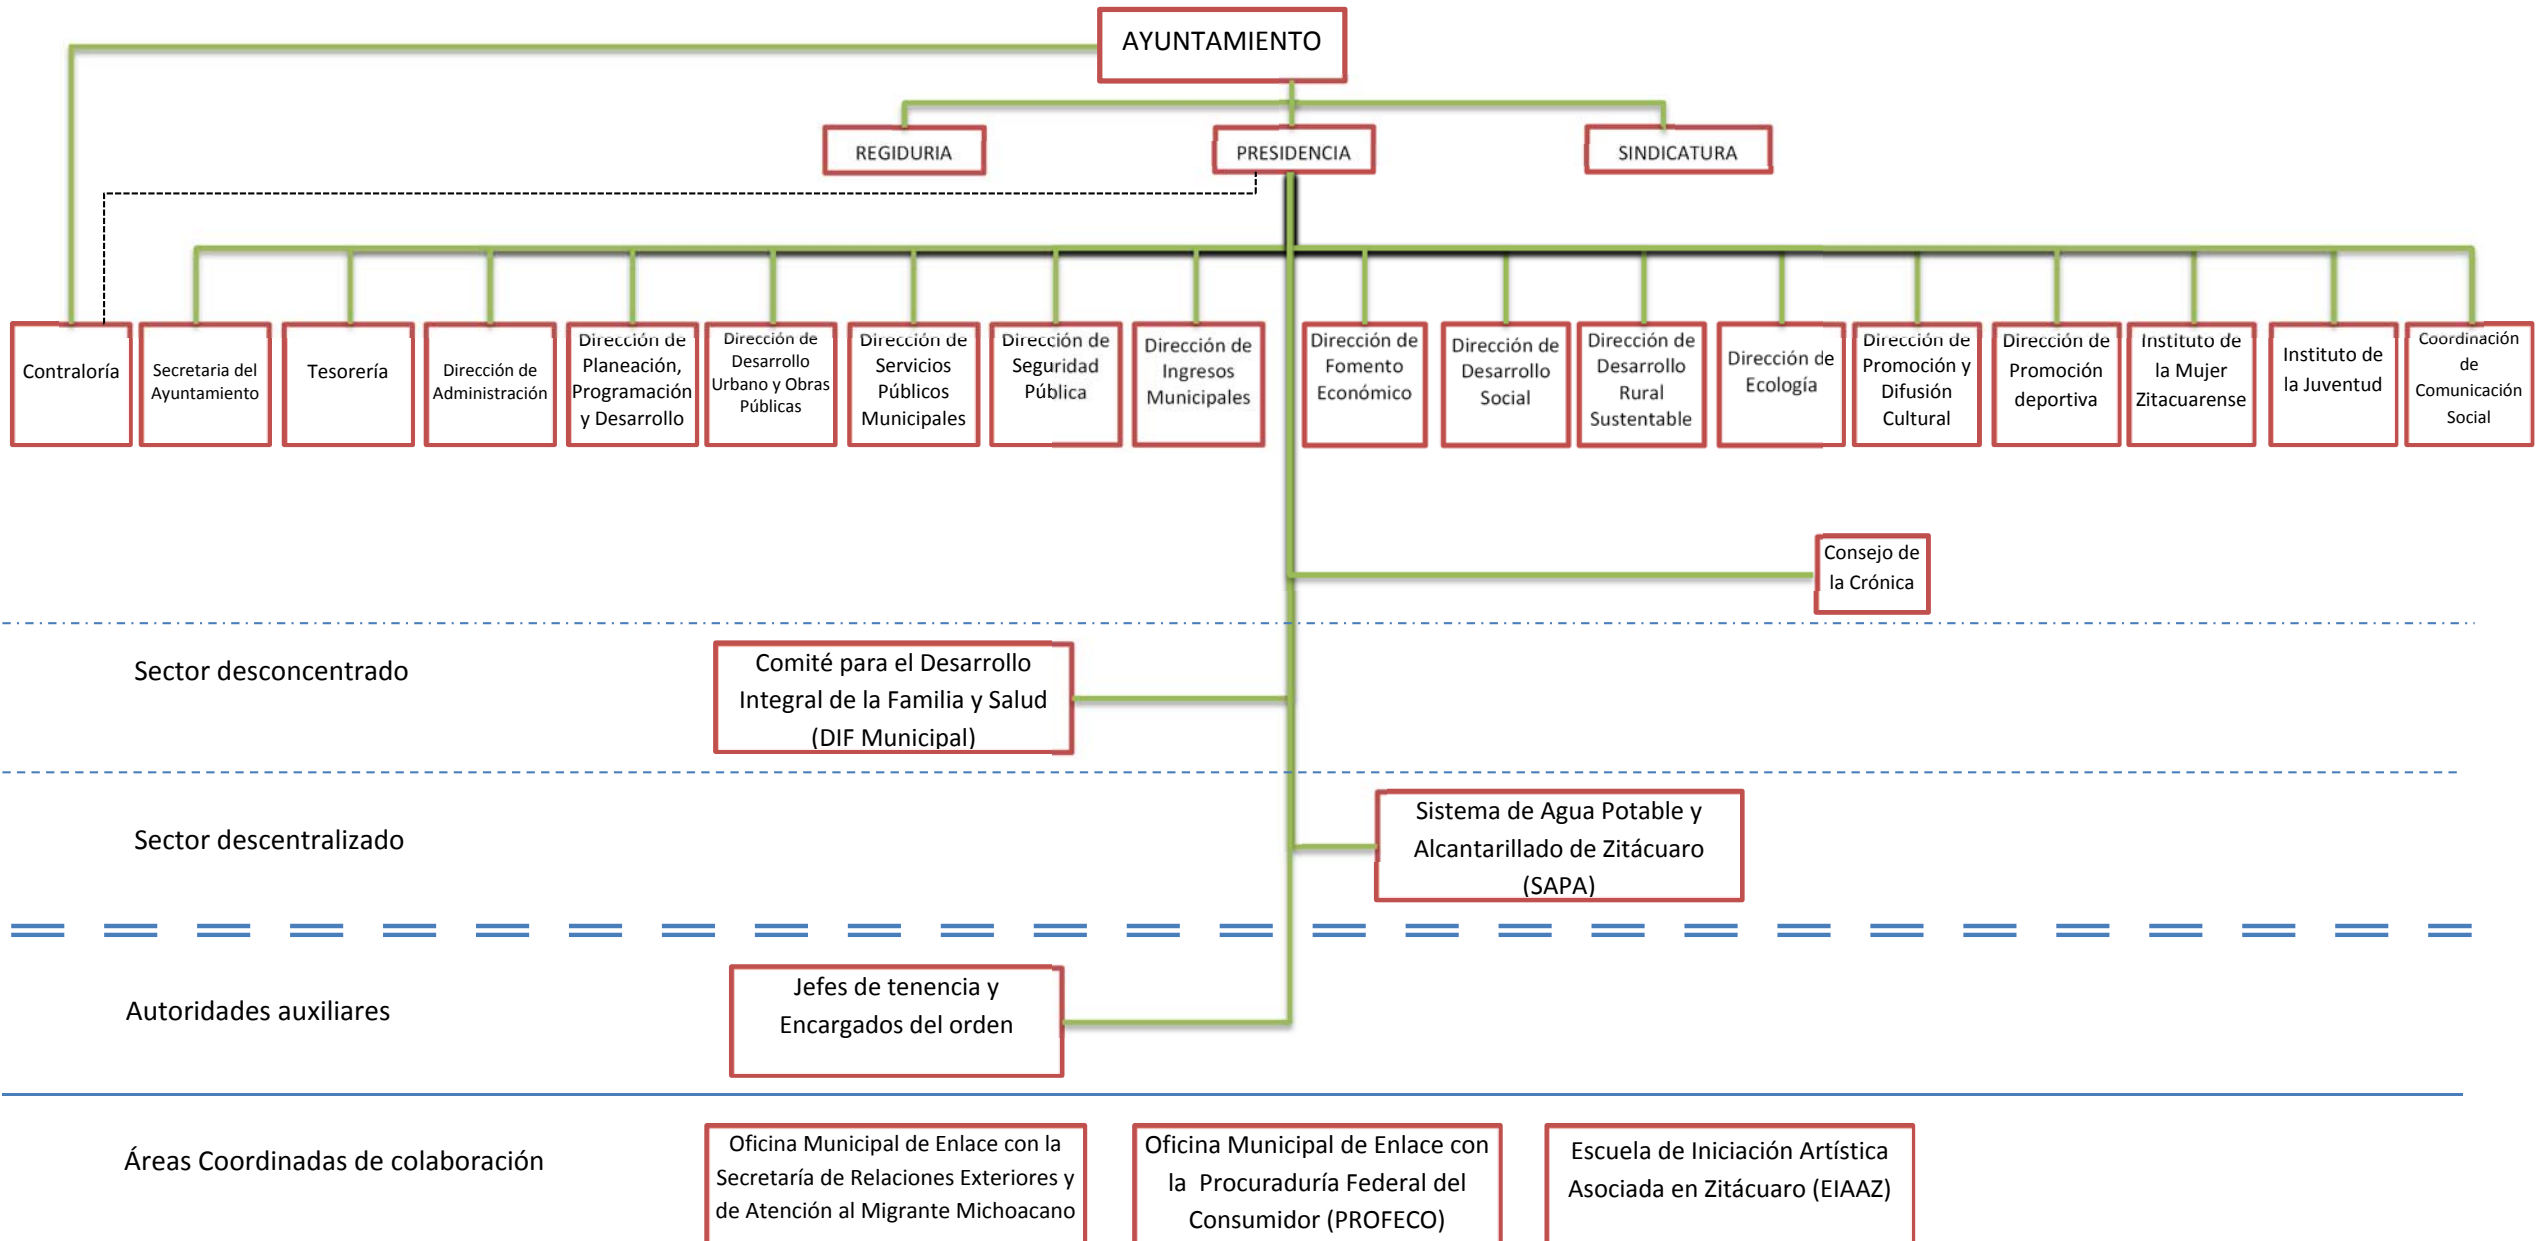 AYUNTAMIENTO
REGIDURIA
PRESIDENCIA
SINDICATURA
Contraloría
Secretaria del
Ayuntamiento
Tesorería
Dirección de
Administración
Dirección de
Planeación,
Programación
y Desarrollo
Dirección de
Desarrollo
Urbano y Obras
Públicas
Dirección de
Servicios
Públicos
Municipales
Dirección de
Seguridad
Pública
Dirección de
Ingresos
Municipales
Dirección de
Fomento
Económico
Dirección de
Desarrollo
Social
Dirección de
Desarrollo
Rural
Sustentable
Dirección de
Ecología
Dirección de
Promoción y
Difusión
Cultural
Dirección de
Promoción
deportiva
Instituto de
la Mujer
Zitacuarense
Instituto de
la Juventud
Coordinación
de
Comunicación
Social
Consejo de
la Crónica
Sector desconcentrado
Comité para el Desarrollo
Integral de la Familia y Salud
(DIF Municipal)
Sector descentralizado
Sistema de Agua Potable y
Alcantarillado de Zitácuaro
(SAPA)
Autoridades auxiliares
Jefes de tenencia y
Encargados del orden
Áreas Coordinadas de colaboración
Oficina Municipal de Enlace con la
Secretaría de Relaciones Exteriores y
de Atención al Migrante Michoacano
Oficina Municipal de Enlace con
la Procuraduría Federal del
Consumidor (PROFECO)
Escuela de Iniciación Artística
Asociada en Zitácuaro (EIAAZ)